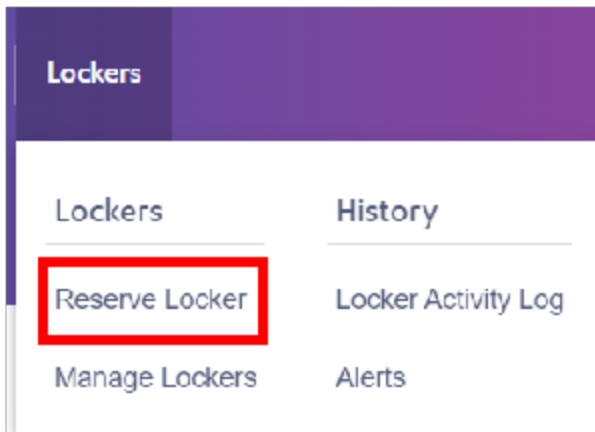 Lockers
Lockers
History
Reserve Locker
Locker Activity Log
Manage Lockers
Alerts